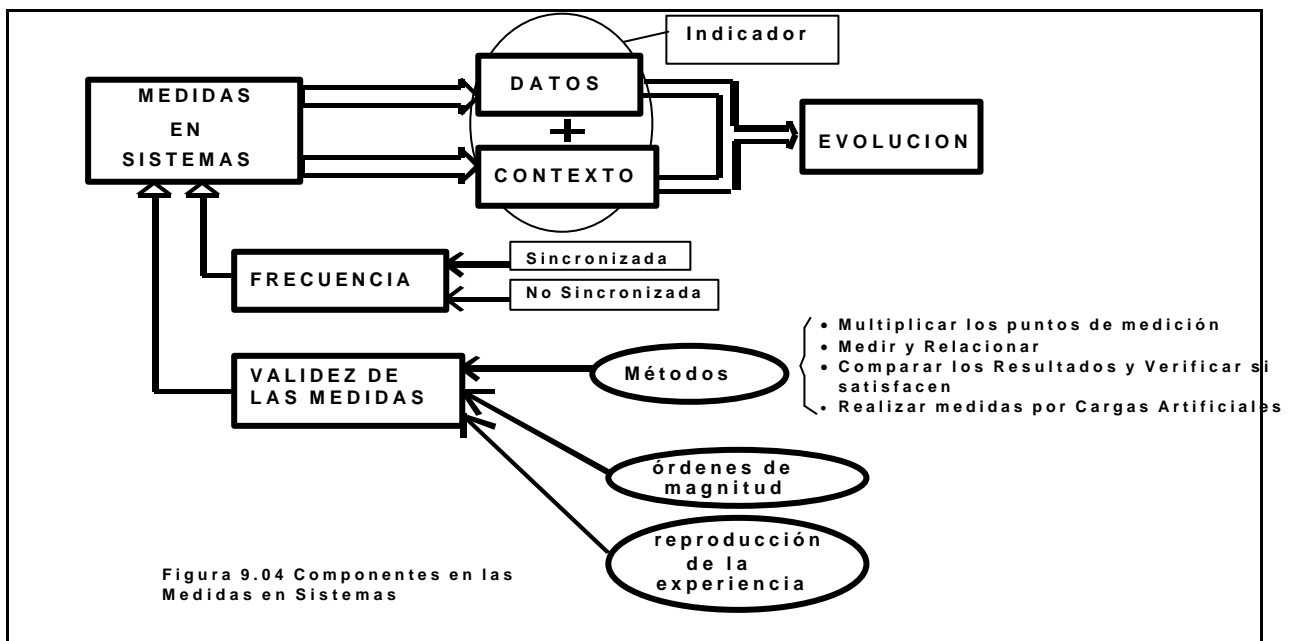 Indicador
MEDIDAS
EN
SISTEMAS
DATOS
+
CONTEXTO
EVOLUCION
FRECUENCIA
Sincronizada
No Sincronizada
VALIDEZ DE
LAS MEDIDAS
Métodos
• Multiplicar los puntos de medición
• Medir y Relacionar
• Comparar los Resultados y Verificar si
satisfacen
• Realizar medidas por Cargas Artificiales
órdenes de
magnitud
reproducción
de la
experiencia
Figura 9.04 Componentes en las
Medidas en Sistemas